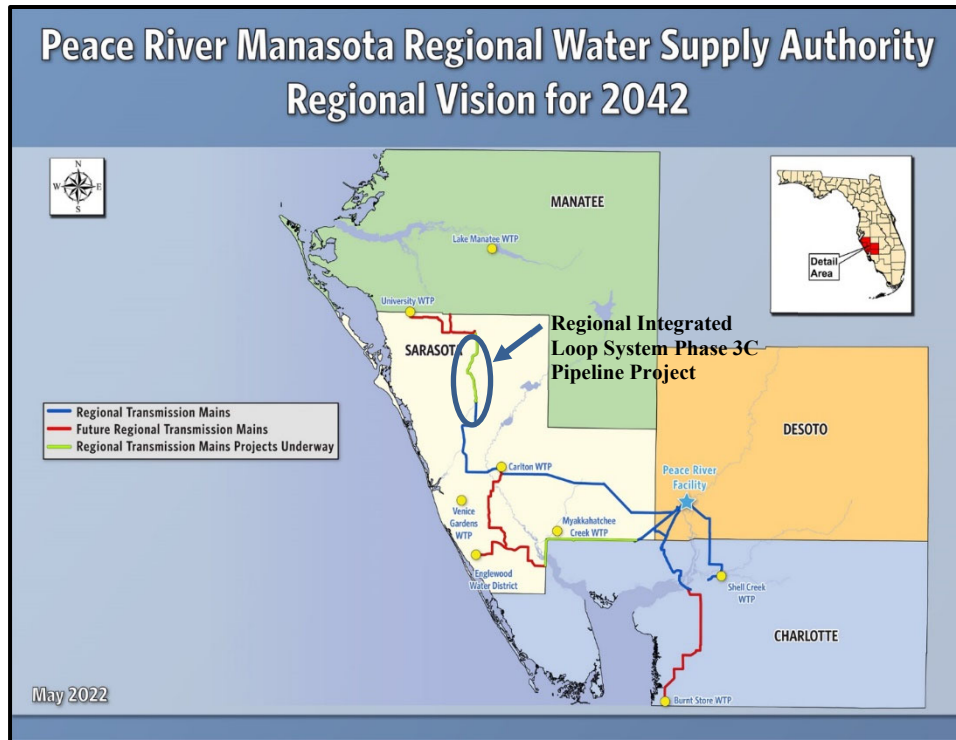 Peace River Manasota Regional Water Supply Authority
Regional Vision for 2042
N
W E
S
MANATEE
Lake Manatee WTP
Detail
Area
University WTP
SARASOTA
Regional Integrated
Loop System Phase 3C
Pipeline Project
Regional Transmission Mains
Future Regional Transmission Mains
Regional Transmission Mains Projects Underway
DESOTO
Carlton WTP
Peace River
Facility
Venice
Gardens
WTP
Myakkahatchee
Creek WTP
Englewood
Water District
Shell Creek
WTP
CHARLOTTE
Burnt Store WTP
May 2022